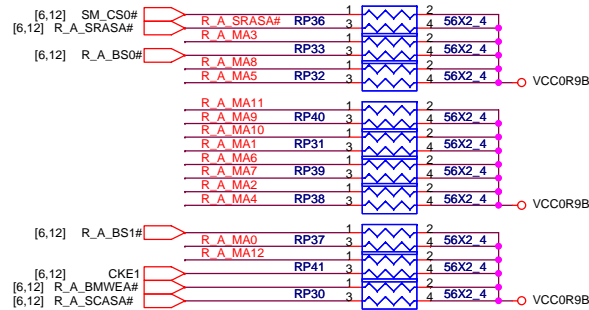 [6,12] SM_CS0# 1 2
[6,12] R_A_SRASA# R_A_SRASA# RP36 3 4 56X2_4
R_A_MA3 1 2
[6,12] R_A_BS0# RP33 3 4 56X2_4
R_A_MA8 1 2
R_A_MA5 RP32 3 4 56X2_4 VCC0R9B
R_A_MA11 1 2
R_A_MA9 RP40 3 4 56X2_4
R_A_MA10 1 2
R_A_MA1 RP31 3 4 56X2_4
R_A_MA6 1 2
R_A_MA7 RP39 3 4 56X2_4
R_A_MA2 1 2
R_A_MA4 RP38 3 4 56X2_4 VCC0R9B
[6,12] R_A_BS1# 1 2
R_A_MA0 RP37 3 4 56X2_4
R_A_MA12 1 2
[6,12] CKE1 RP41 3 4 56X2_4
[6,12] R_A_BMWEA# 1 2
[6,12] R_A_SCASA# RP30 3 4 56X2_4 VCC0R9B